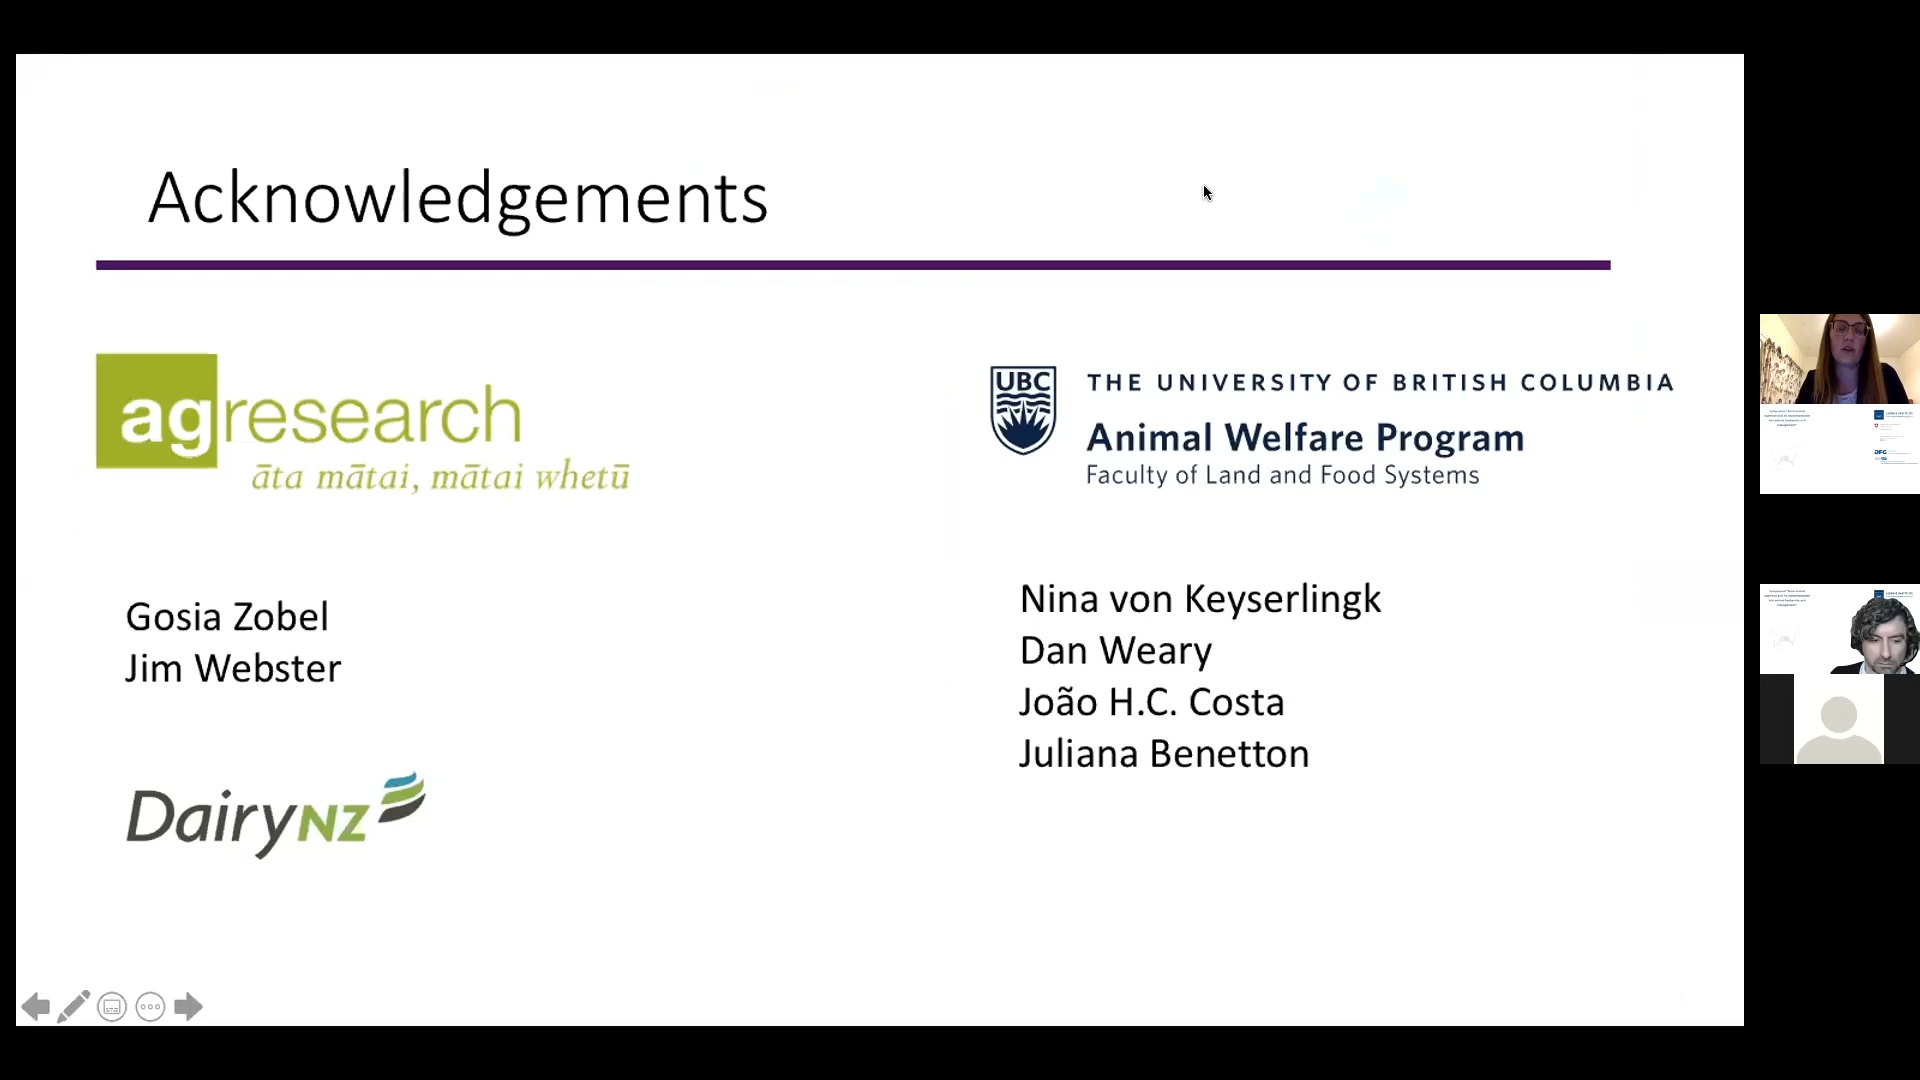 Acknowledgements
agresearch
āta mātai, mātai whetū
Gosia Zobel
Jim Webster
DairyNZ
UBC
THE UNIVERSITY OF BRITISH COLUMBIA
Animal Welfare Program
Faculty of Land and Food Systems
Nina von Keyserlingk
Dan Weary
João H.C. Costa
Juliana Benetton
DFG